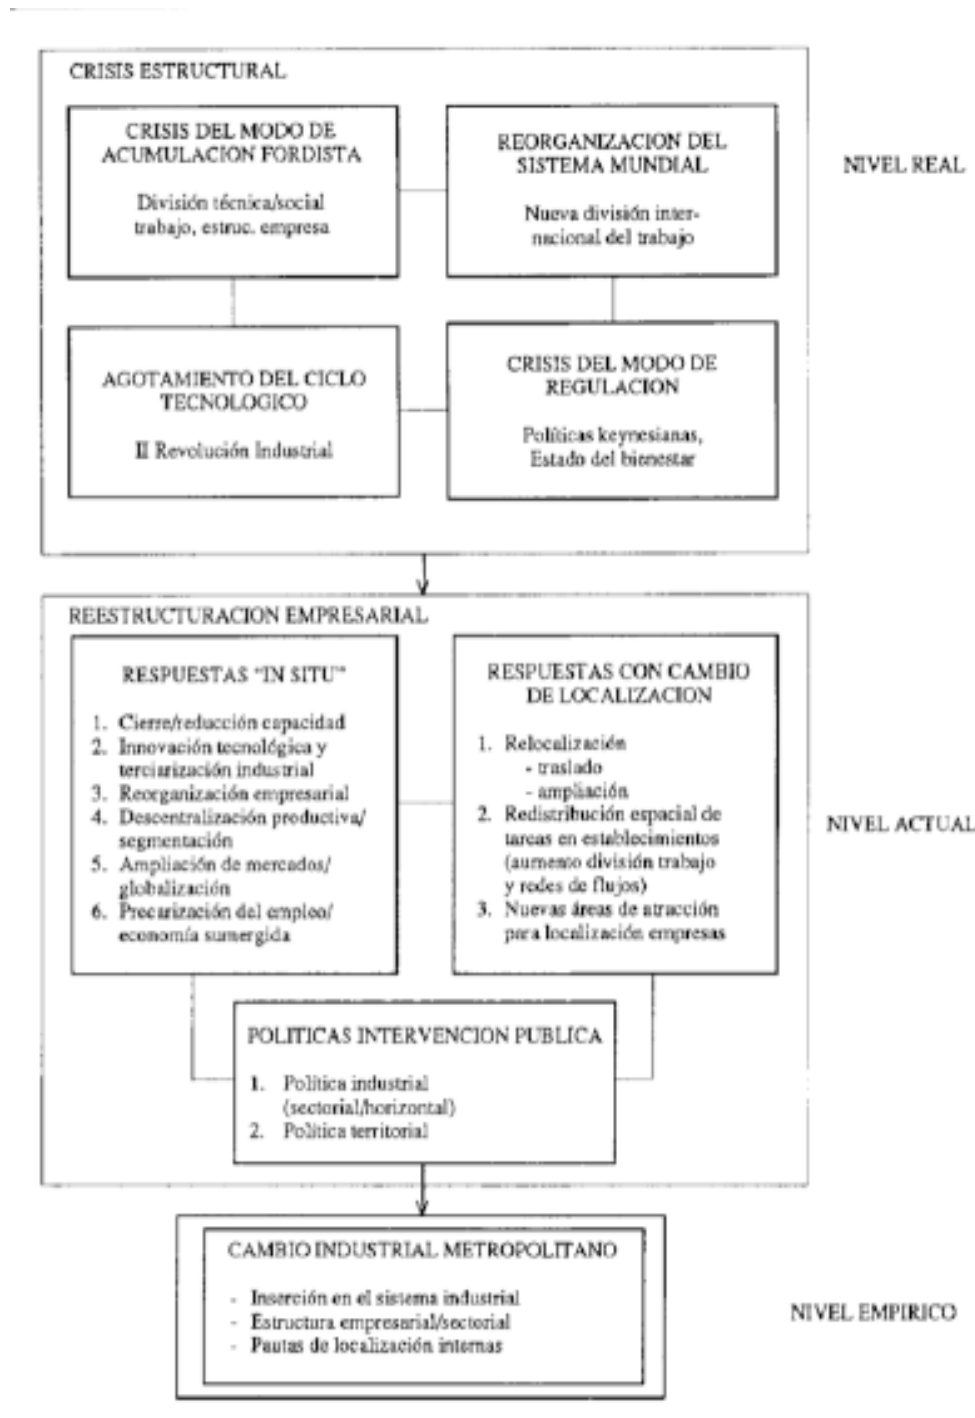 CRISIS ESTRUCTURAL
CRISIS DEL MODO DE
ACUMULACION FORDISTA
División técnica/social
trabajo, estruc. empresa
REORGANIZACION DEL
SISTEMA MUNDIAL
Nueva división inter-
nacional del trabajo
NIVEL REAL
AGOTAMIENTO DEL CICLO
TECNOLOGICO
II Revolución Industrial
CRISIS DEL MODO DE
REGULACION
Políticas keynesianas,
Estado del bienestar
REESTRUCTURACION EMPRESARIAL
RESPUESTAS "IN SITU"
1. Cierre/reducción capacidad
2. Innovación tecnológica y
terciarización industrial
3. Reorganización empresarial
4. Descentralización productiva/
segmentación
5. Ampliación de mercados/
globalización
6. Precarización del empleo/
economía sumergida
RESPUESTAS CON CAMBIO
DE LOCALIZACION
1. Relocalización
- traslado
- ampliación
2. Redistribución espacial de
tareas en establecimientos
(aumento división trabajo
y redes de flujos)
3. Nuevas áreas de atracción
para localización empresas
NIVEL ACTUAL
POLITICAS INTERVENCION PUBLICA
1. Política industrial
(sectorial/horizontal)
2. Política territorial
CAMBIO INDUSTRIAL METROPOLITANO
- Inserción en el sistema industrial
- Estructura empresarial/sectorial
- Pautas de localización internas
NIVEL EMPIRICO